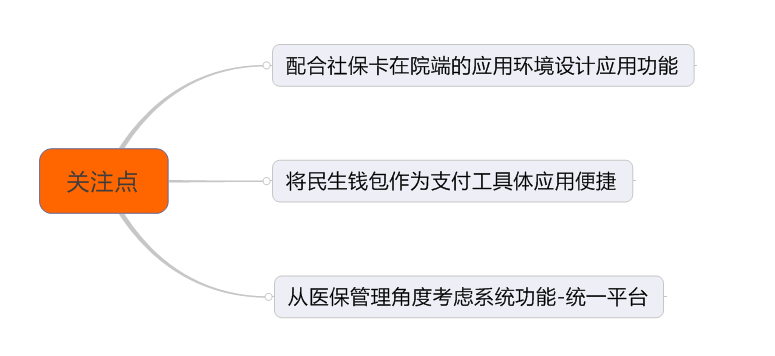 配合社保卡在院端的应用环境设计应用功能
关注点
将民生钱包作为支付工具体应用便捷
从医保管理角度考虑系统功能-统一平台